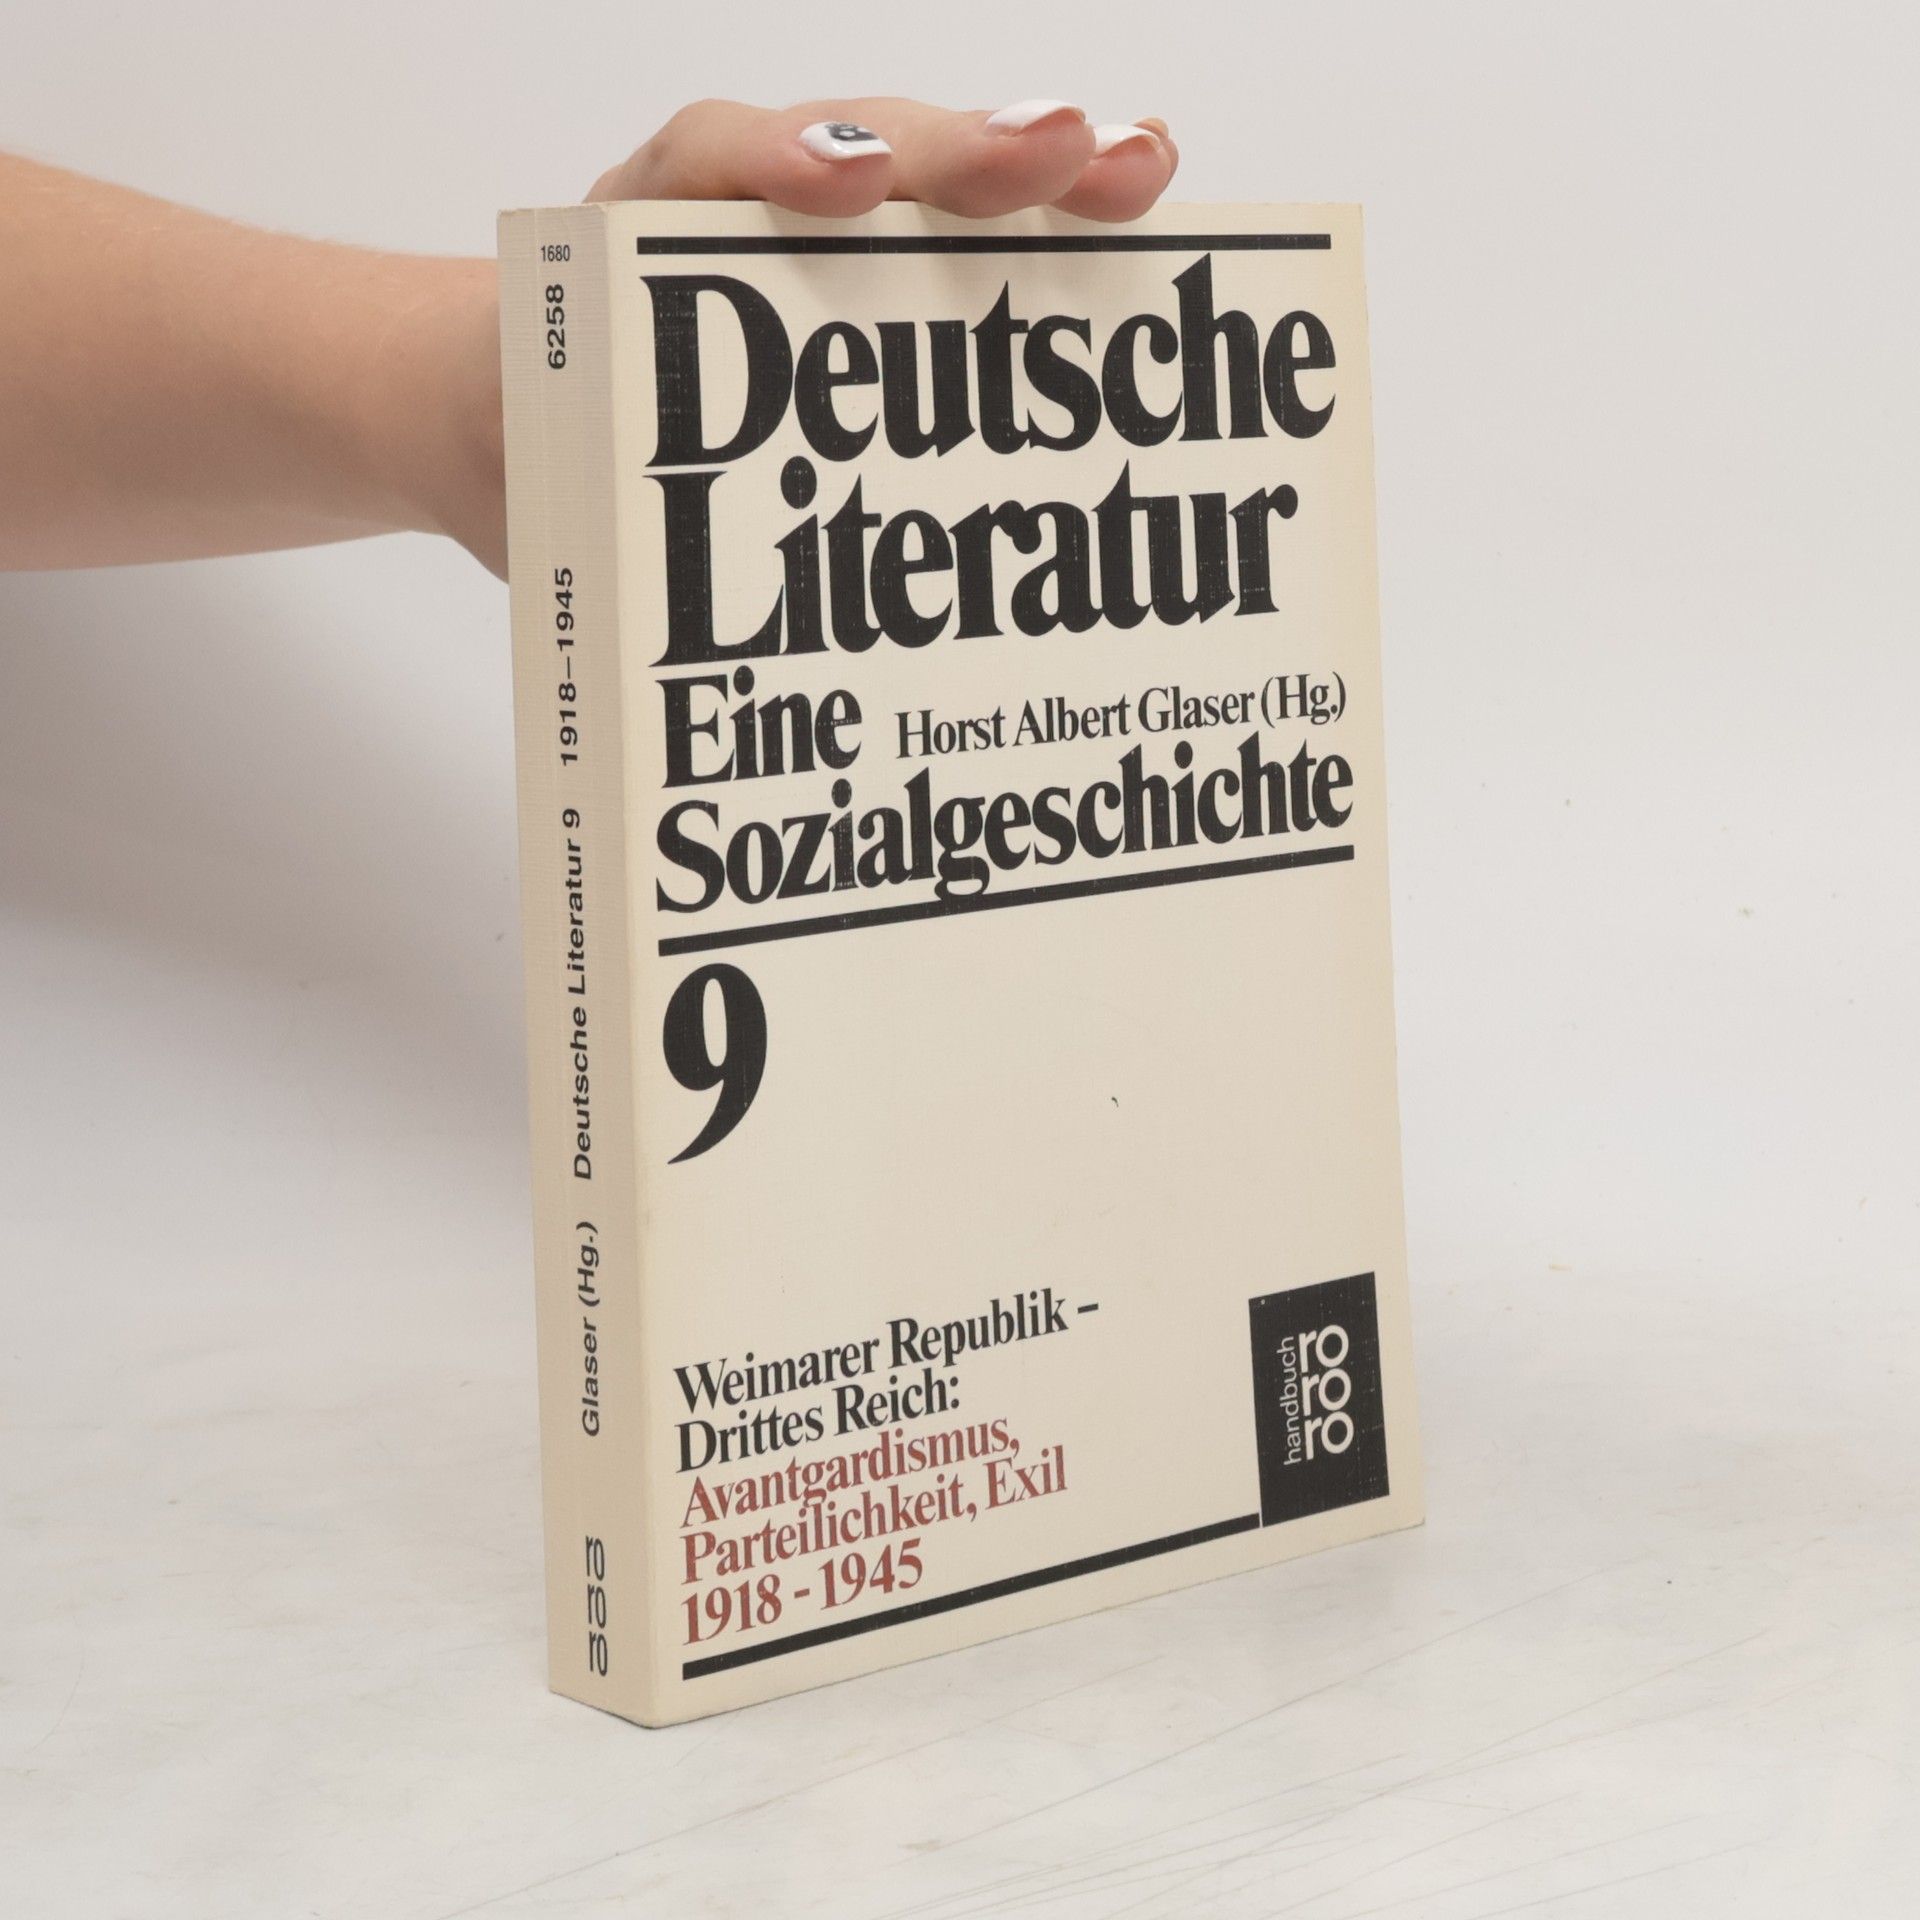 Deutsche
Literatur
Eine
Horst Albert Glaser (Hg.)
Sozialgeschichte
9
Weimarer Republik –
Drittes Reich:
Avantgardismus,
Parteilichkeit, Exil
1918 - 1945
handbuch
ro
ro
ro
1680
Glaser (Hg.) Deutsche Literatur 9 1918–1945 6258
ro
ro
ro